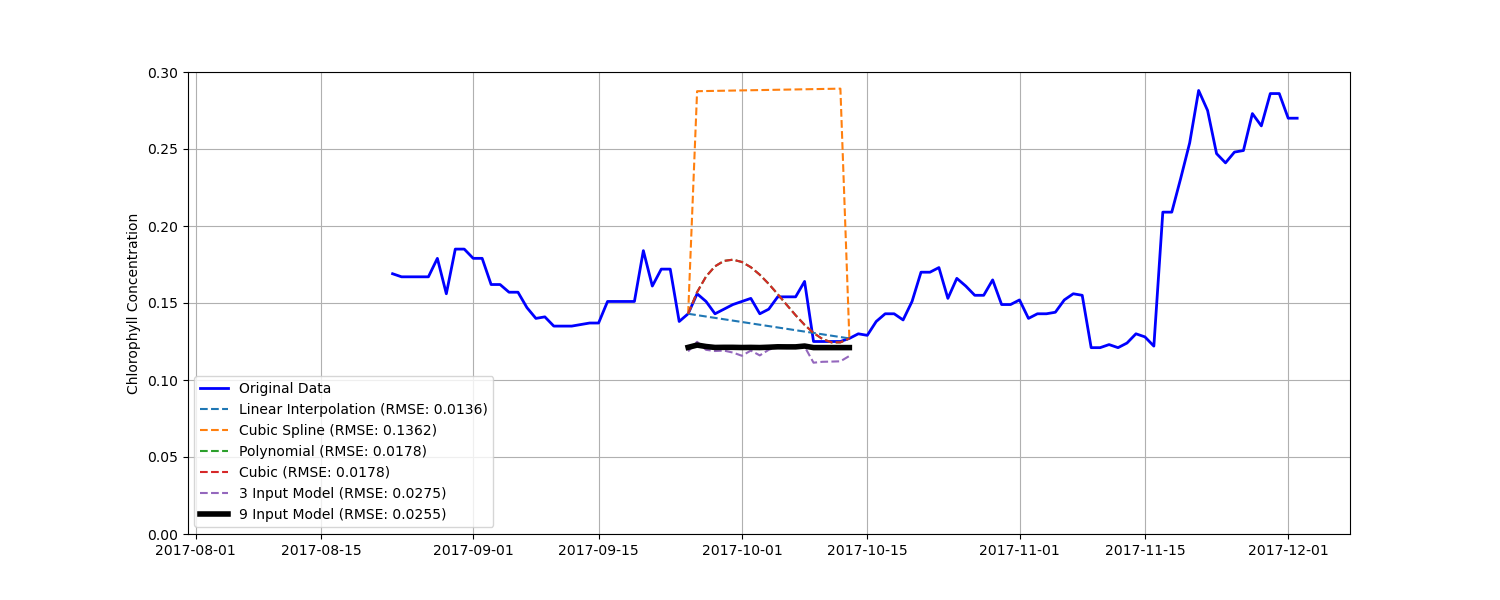 0.30
0.25
0.20
0.15
0.10
0.05
0.00
Chlorophyll Concentration
Original Data
Linear Interpolation (RMSE: 0.0136)
Cubic Spline (RMSE: 0.1362)
Polynomial (RMSE: 0.0178)
Cubic (RMSE: 0.0178)
3 Input Model (RMSE: 0.0275)
9 Input Model (RMSE: 0.0255)
2017-08-01 2017-08-15 2017-09-01 2017-09-15 2017-10-01 2017-10-15 2017-11-01 2017-11-15 2017-12-01